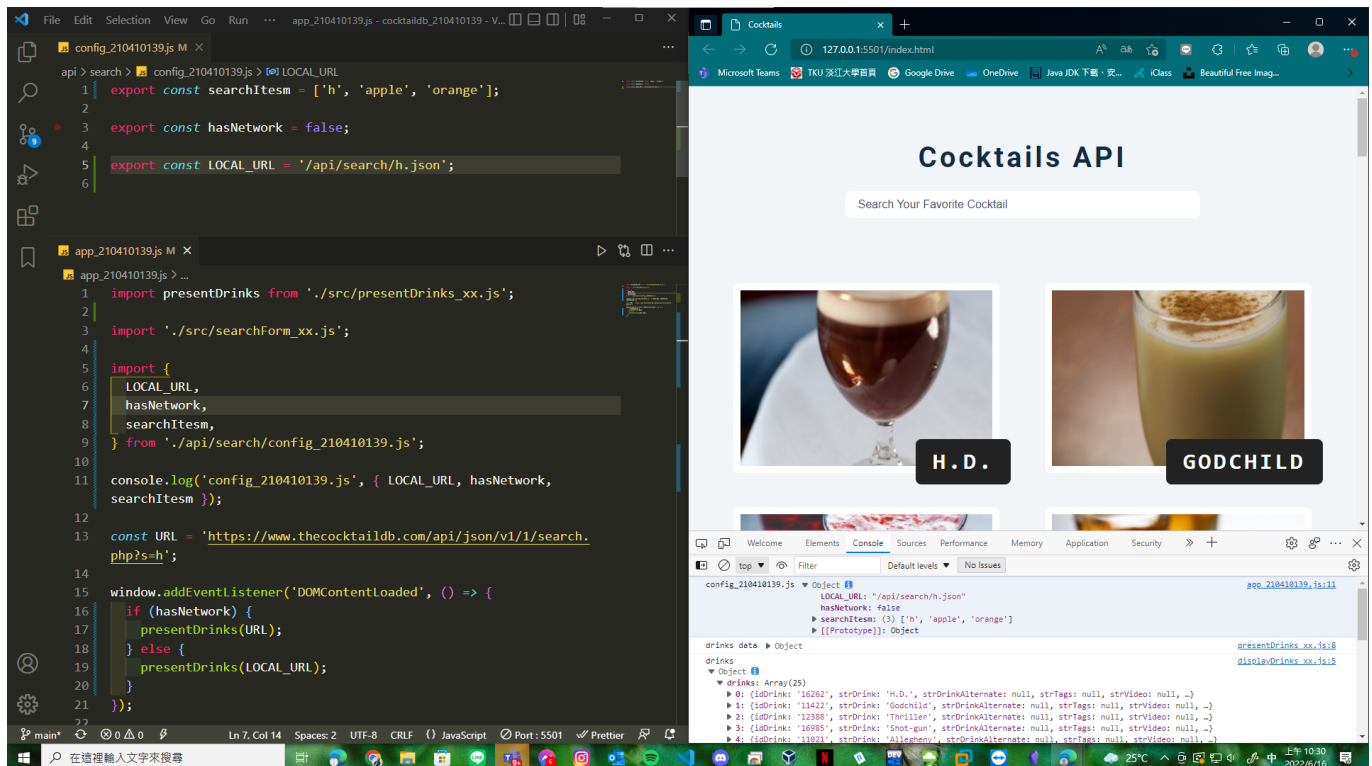 File Edit Selection View Go Run ··· app_210410139.js - cocktaildb_210410139 - V...
config_210410139.js M
api > search > config_210410139.js > LOCAL_URL
1 export const searchItesm = ['h', 'apple', 'orange'];
2
3 export const hasNetwork = false;
4
5 export const LOCAL_URL = '/api/search/h.json';
6
app_210410139.js M
app_210410139.js > ...
1 import presentDrinks from './src/presentDrinks_xx.js';
2
3 import './src/searchForm_xx.js';
4
5 import {
6 LOCAL_URL,
7 hasNetwork,
8 searchItesm,
9 } from './api/search/config_210410139.js';
10
11 console.log('config_210410139.js', { LOCAL_URL, hasNetwork,
searchItesm });
12
13 const URL = 'https://www.thecocktaildb.com/api/json/v1/1/search.
php?s=h';
14
15 window.addEventListener('DOMContentLoaded', () => {
16 if (hasNetwork) {
17 presentDrinks(URL);
18 } else {
19 presentDrinks(LOCAL_URL);
20 }
21 });
22
9
main* 0 0 Ln 7, Col 14 Spaces: 2 UTF-8 CRLF {} JavaScript Port : 5501 Prettier
Cocktails
127.0.0.1:5501/index.html
Microsoft Teams TKU 淡江大學首頁 Google Drive OneDrive Java JDK 下載、安... iClass Beautiful Free Imag...
Cocktails API
Search Your Favorite Cocktail
H.D.
GODCHILD
Welcome Elements Console Sources Performance Memory Application Security
top Filter Default levels No Issues
config_210410139.js Object app_210410139.js:11
LOCAL_URL: "/api/search/h.json"
hasNetwork: false
searchItesm: (3) ['h', 'apple', 'orange']
[[Prototype]]: Object
drinks data Object presentDrinks_xx.js:8
drinks displayDrinks_xx.js:5
Object
drinks: Array(25)
0: {idDrink: '16262', strDrink: 'H.D.', strDrinkAlternate: null, strTags: null, strVideo: null, …}
1: {idDrink: '11422', strDrink: 'Godchild', strDrinkAlternate: null, strTags: null, strVideo: null, …}
2: {idDrink: '12388', strDrink: 'Thriller', strDrinkAlternate: null, strTags: null, strVideo: null, …}
3: {idDrink: '16985', strDrink: 'Shot-gun', strDrinkAlternate: null, strTags: null, strVideo: null, …}
4: {idDrink: '11021', strDrink: 'Allegheny', strDrinkAlternate: null, strTags: null, strVideo: null, …}
在這裡輸入文字來搜尋
25°C 中 上午 10:30
2022/6/16